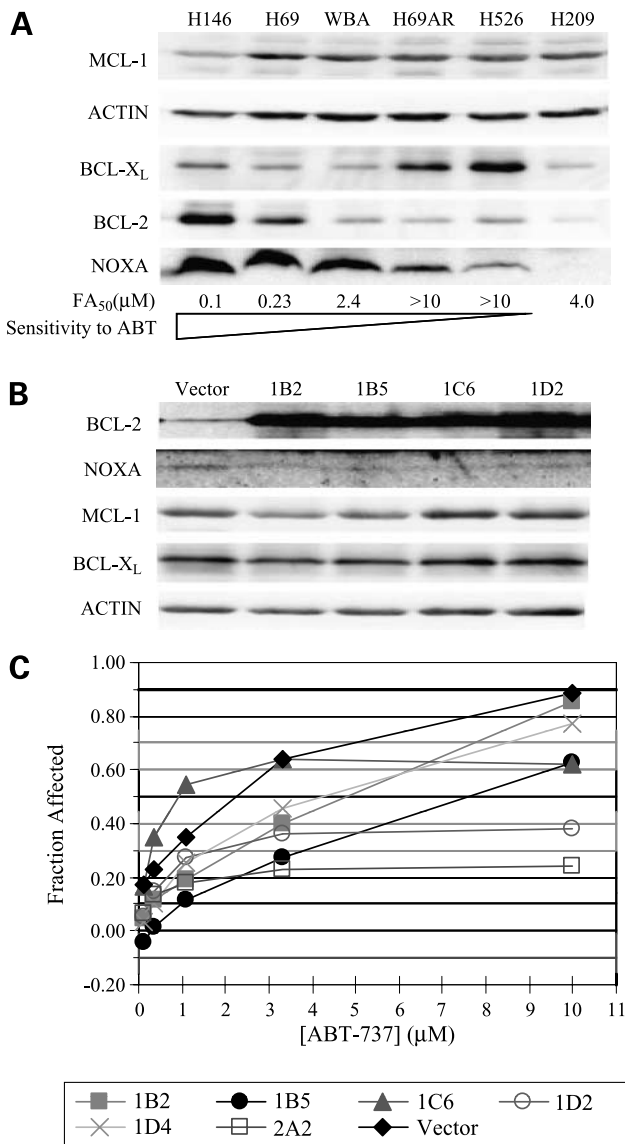 A
H146 H69 WBA H69AR H526 H209
MCL-1
ACTIN
BCL-XL
BCL-2
NOXA
FA50(µM) 0.1 0.23 2.4 >10 >10 4.0
Sensitivity to ABT
B
Vector 1B2 1B5 1C6 1D2
BCL-2
NOXA
MCL-1
BCL-XL
ACTIN
C
1.00
0.80
0.60
0.40
0.20
0.00
-0.20
Fraction Affected
0 1 2 3 4 5 6 7 8 9 10 11
[ABT-737] (µM)
1B2 1B5 1C6 1D2
1D4 2A2 Vector